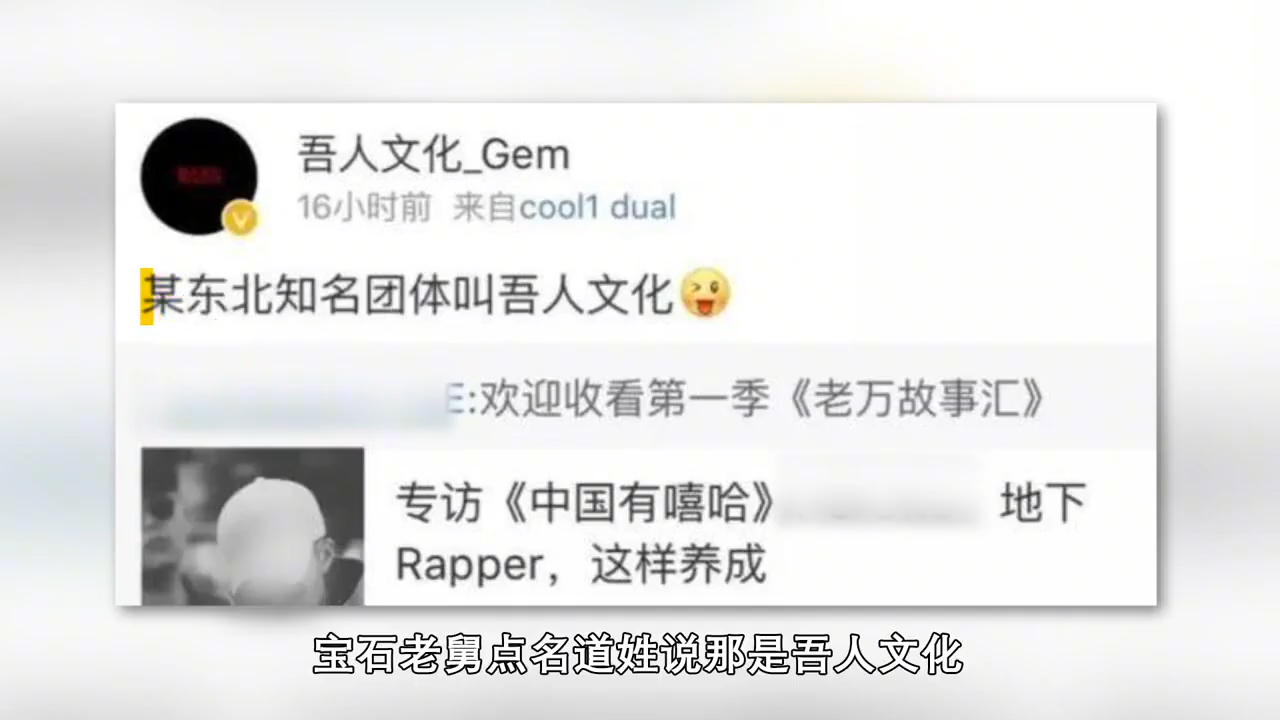 吾人文化_Gem
16小时前 来自cool1 dual
某东北知名团体叫吾人文化
E:欢迎收看第一季《老万故事汇》
专访《中国有嘻哈》 地下
Rapper，这样养成
宝石老舅点名道姓说那是吾人文化